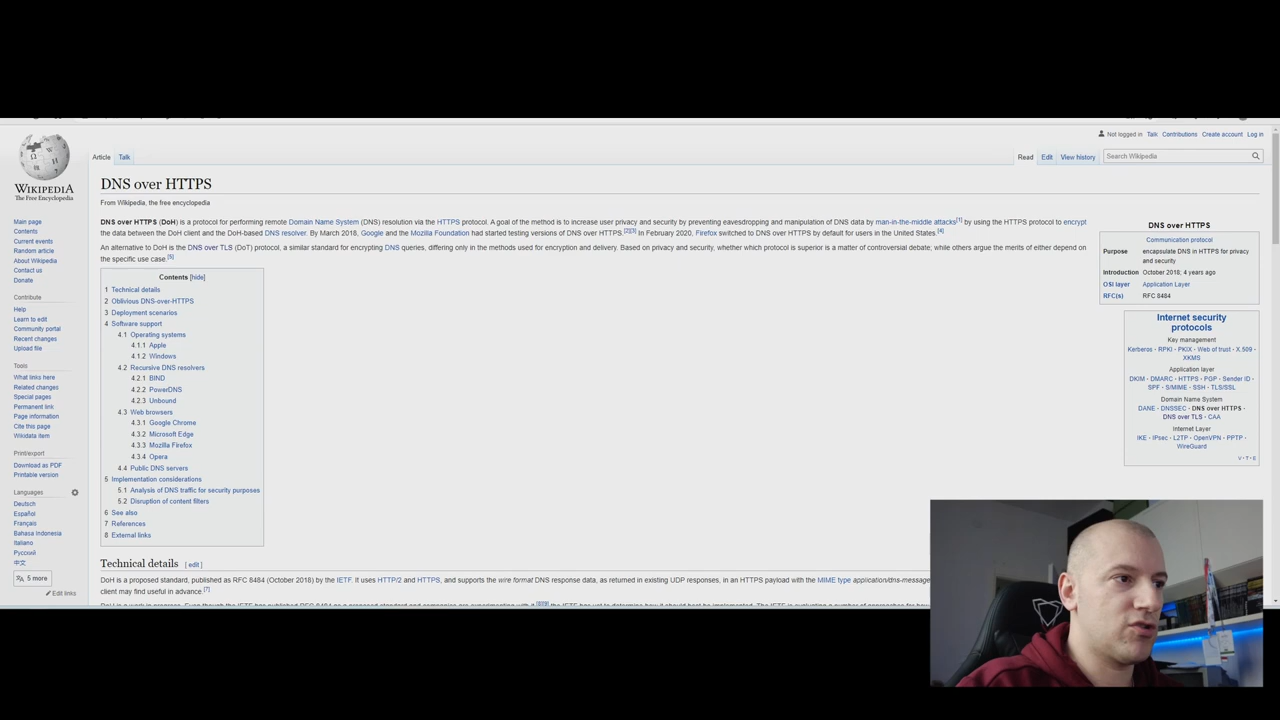 Not logged in Talk Contributions Create account Log in
Article Talk
Read Edit View history
Search Wikipedia
WIKIPEDIA
The Free Encyclopedia
Main page
Contents
Current events
Random article
About Wikipedia
Contact us
Donate
Contribute
Help
Learn to edit
Community portal
Recent changes
Upload file
Tools
What links here
Related changes
Special pages
Permanent link
Page information
Cite this page
Wikidata item
Print/export
Download as PDF
Printable version
Languages
Deutsch
Español
Français
Bahasa Indonesia
Italiano
Русский
中文
5 more
Edit links
DNS over HTTPS
From Wikipedia, the free encyclopedia
DNS over HTTPS (DoH) is a protocol for performing remote Domain Name System (DNS) resolution via the HTTPS protocol. A goal of the method is to increase user privacy and security by preventing eavesdropping and manipulation of DNS data by man-in-the-middle attacks[1] by using the HTTPS protocol to encrypt
the data between the DoH client and the DoH-based DNS resolver. By March 2018, Google and the Mozilla Foundation had started testing versions of DNS over HTTPS.[2][3] In February 2020, Firefox switched to DNS over HTTPS by default for users in the United States.[4]
An alternative to DoH is the DNS over TLS (DoT) protocol, a similar standard for encrypting DNS queries, differing only in the methods used for encryption and delivery. Based on privacy and security, whether which protocol is superior is a matter of controversial debate; while others argue the merits of either depend on
the specific use case.[5]
Contents [hide]
1 Technical details
2 Oblivious DNS-over-HTTPS
3 Deployment scenarios
4 Software support
4.1 Operating systems
4.1.1 Apple
4.1.2 Windows
4.2 Recursive DNS resolvers
4.2.1 BIND
4.2.2 PowerDNS
4.2.3 Unbound
4.3 Web browsers
4.3.1 Google Chrome
4.3.2 Microsoft Edge
4.3.3 Mozilla Firefox
4.3.4 Opera
4.4 Public DNS servers
5 Implementation considerations
5.1 Analysis of DNS traffic for security purposes
5.2 Disruption of content filters
6 See also
7 References
8 External links
DNS over HTTPS
Communication protocol
Purpose encapsulate DNS in HTTPS for privacy
and security
Introduction October 2018; 4 years ago
OSI layer Application Layer
RFC(s) RFC 8484
Internet security
protocols
Key management
Kerberos · RPKI · PKIX · Web of trust · X.509 ·
XKMS
Application layer
DKIM · DMARC · HTTPS · PGP · Sender ID ·
SPF · S/MIME · SSH · TLS/SSL
Domain Name System
DANE · DNSSEC · DNS over HTTPS ·
DNS over TLS · CAA
Internet Layer
IKE · IPsec · L2TP · OpenVPN · PPTP ·
WireGuard
V · T · E
Technical details [ edit ]
DoH is a proposed standard, published as RFC 8484 (October 2018) by the IETF. It uses HTTP/2 and HTTPS, and supports the wire format DNS response data, as returned in existing UDP responses, in an HTTPS payload with the MIME type application/dns-message
client may find useful in advance.[7]